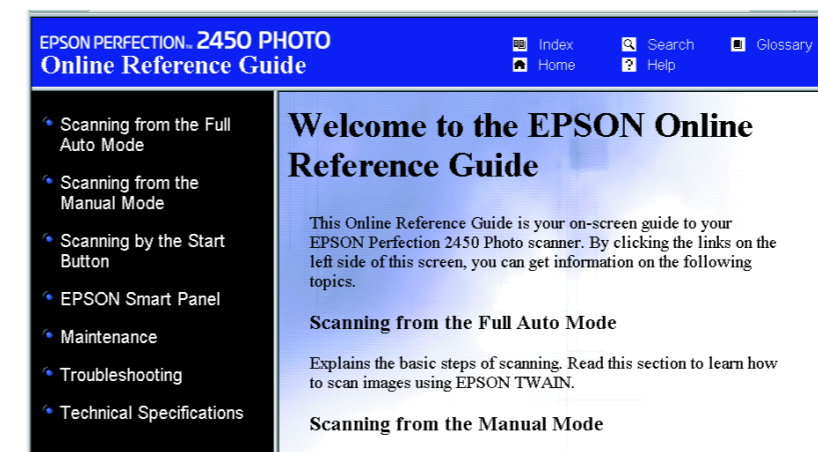 EPSON PERFECTION™ 2450 PHOTO
Online Reference Guide
Index
Search
Glossary
Home
Help
Scanning from the Full
Auto Mode
Scanning from the
Manual Mode
Scanning by the Start
Button
EPSON Smart Panel
Maintenance
Troubleshooting
Technical Specifications
Welcome to the EPSON Online
Reference Guide
This Online Reference Guide is your on-screen guide to your
EPSON Perfection 2450 Photo scanner. By clicking the links on the
left side of this screen, you can get information on the following
topics.
Scanning from the Full Auto Mode
Explains the basic steps of scanning. Read this section to learn how
to scan images using EPSON TWAIN.
Scanning from the Manual Mode